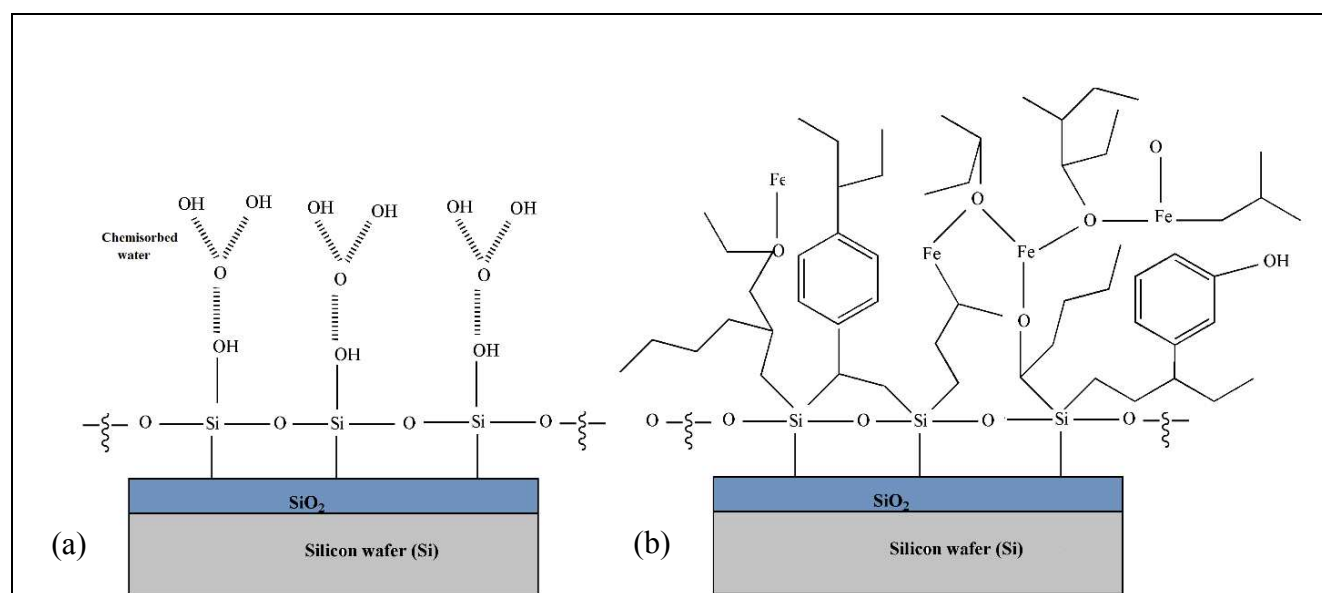 OH OH OH OH OH OH
Chemisorbed
water
O O O
OH OH OH
O Si O Si O Si O
SiO₂
Silicon wafer (Si)
(a)
Fe O O Fe
O O Fe Fe OH
O
O O Si O Si O Si O
SiO₂
Silicon wafer (Si)
(b)